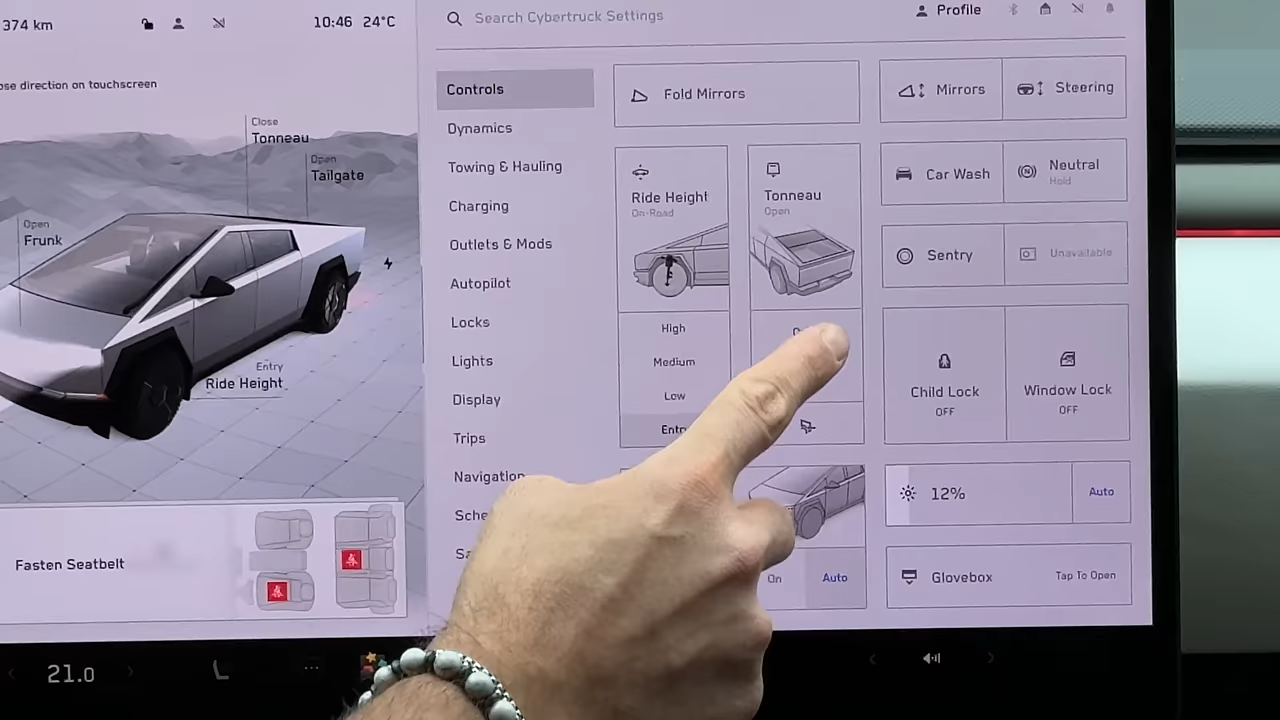 374 km
10:46 24°C
Search Cybertruck Settings
Profile
ose direction on touchscreen
Close
Tonneau
Open
Tailgate
Open
Frunk
Entry
Ride Height
Fasten Seatbelt
21.0
Controls
Dynamics
Towing & Hauling
Charging
Outlets & Mods
Autopilot
Locks
Lights
Display
Trips
Navigation
Fold Mirrors
Ride Height
On-Road
High
Medium
Low
Tonneau
Open
On
Auto
Mirrors
Steering
Car Wash
Neutral
Hold
Sentry
Unavailable
Child Lock
OFF
Window Lock
OFF
12%
Auto
Glovebox
Tap To Open